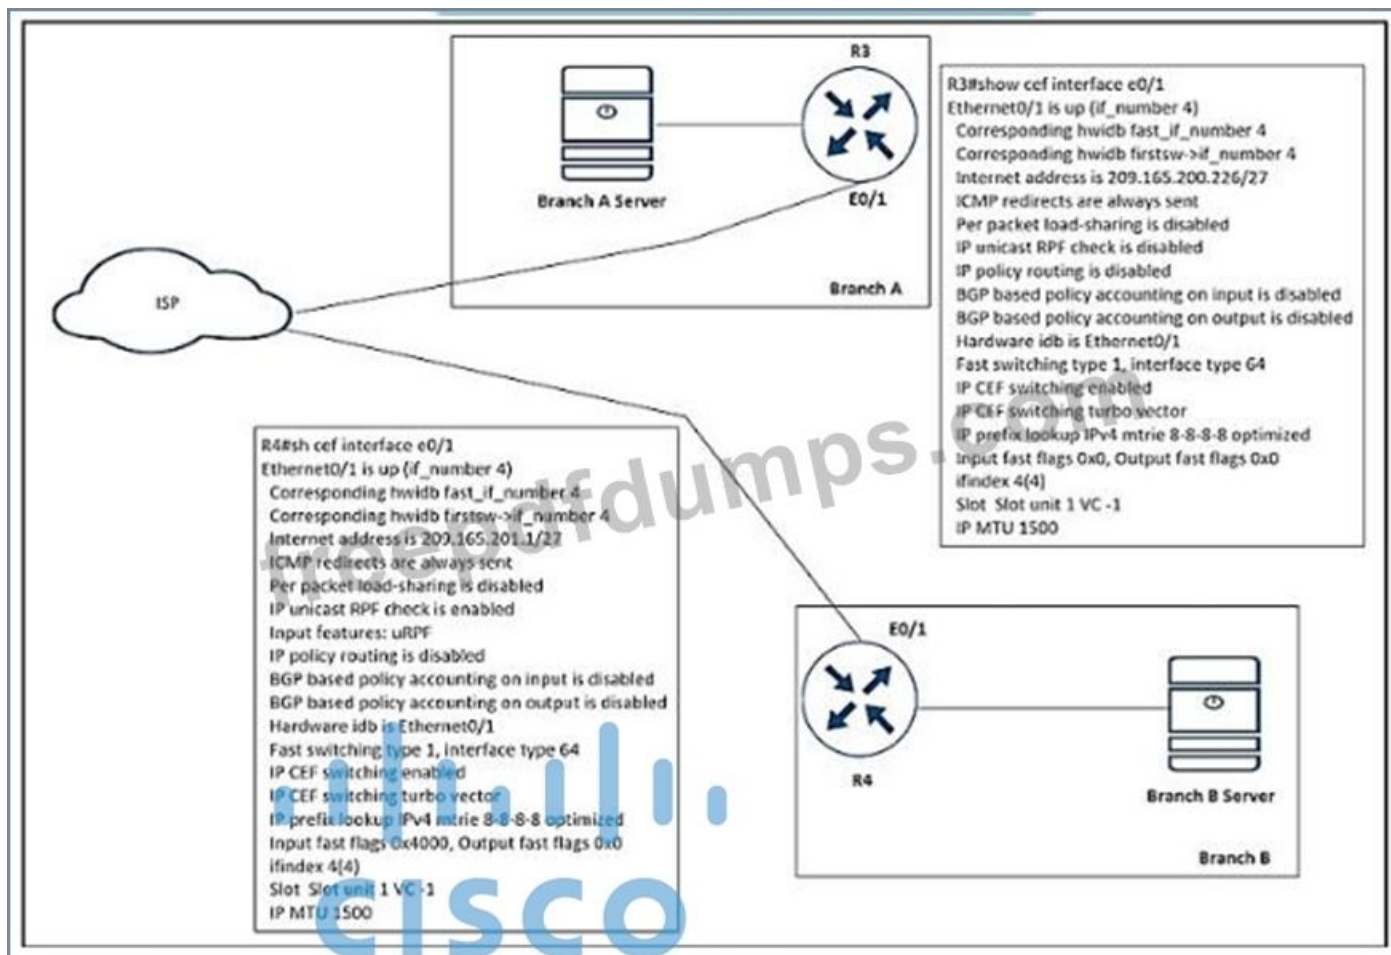 R3
R3#show cef interface e0/1
Ethernet0/1 is up (if_number 4)
Corresponding hwidb fast_if_number 4
Corresponding hwidb firstsw->if_number 4
Internet address is 209.165.200.226/27
ICMP redirects are always sent
Per packet load-sharing is disabled
IP unicast RPF check is disabled
IP policy routing is disabled
BGP based policy accounting on input is disabled
BGP based policy accounting on output is disabled
Hardware idb is Ethernet0/1
Fast switching type 1, interface type 64
IP CEF switching enabled
IP CEF switching turbo vector
IP prefix lookup IPv4 mtrie 8-8-8-8 optimized
Input fast flags 0x0, Output fast flags 0x0
ifindex 4(4)
Slot Slot unit 1 VC -1
IP MTU 1500
Branch A Server
E0/1
Branch A
ISP
R4#sh cef interface e0/1
Ethernet0/1 is up (if_number 4)
Corresponding hwidb fast_if_number 4
Corresponding hwidb firstsw->if_number 4
Internet address is 209.165.201.1/27
ICMP redirects are always sent
Per packet load-sharing is disabled
IP unicast RPF check is enabled
Input features: uRPF
IP policy routing is disabled
BGP based policy accounting on input is disabled
BGP based policy accounting on output is disabled
Hardware idb is Ethernet0/1
Fast switching type 1, interface type 64
IP CEF switching enabled
IP CEF switching turbo vector
IP prefix lookup IPv4 mtrie 8-8-8-8 optimized
Input fast flags 0x4000, Output fast flags 0x0
ifindex 4(4)
Slot Slot unit 1 VC -1
IP MTU 1500
E0/1
R4
Branch B Server
Branch B
freepdfdumps.com
CISCO